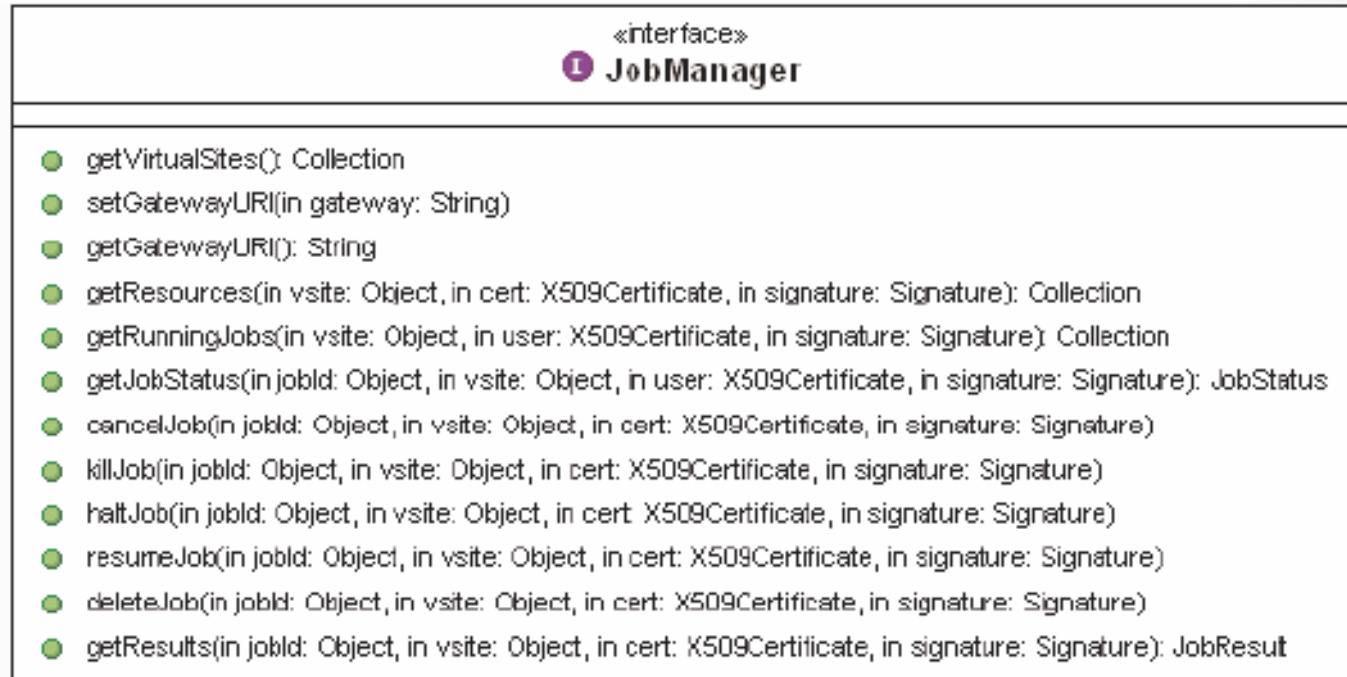 «interface»
I JobManager
getVirtualSites(): Collection
setGatewayURI(in gateway: String)
getGatewayURI(): String
getResources(in vsite: Object, in cert: X509Certificate, in signature: Signature): Collection
getRunningJobs(in vsite: Object, in user: X509Certificate, in signature: Signature): Collection
getJobStatus(in jobId: Object, in vsite: Object, in user: X509Certificate, in signature: Signature): JobStatus
cancelJob(in jobId: Object, in vsite: Object, in cert: X509Certificate, in signature: Signature)
killJob(in jobId: Object, in vsite: Object, in cert: X509Certificate, in signature: Signature)
haltJob(in jobId: Object, in vsite: Object, in cert: X509Certificate, in signature: Signature)
resumeJob(in jobId: Object, in vsite: Object, in cert: X509Certificate, in signature: Signature)
deleteJob(in jobId: Object, in vsite: Object, in cert: X509Certificate, in signature: Signature)
getResults(in jobId: Object, in vsite: Object, in cert: X509Certificate, in signature: Signature): JobResult